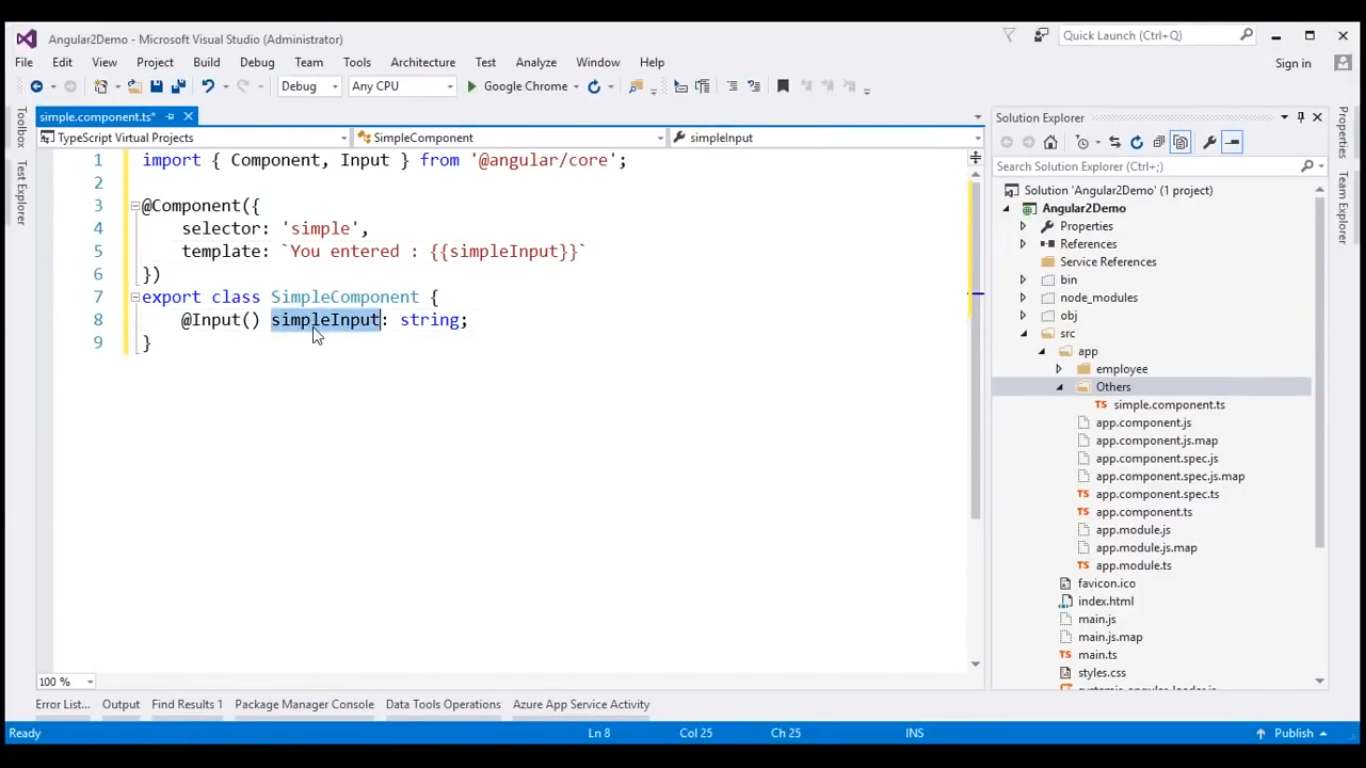 Angular2Demo - Microsoft Visual Studio (Administrator)
Quick Launch (Ctrl+Q)
File Edit View Project Build Debug Team Tools Architecture Test Analyze Window Help
Sign in
Debug Any CPU Google Chrome
Toolbox
Test Explorer
simple.component.ts*
TypeScript Virtual Projects SimpleComponent simpleInput
1 import { Component, Input } from '@angular/core';
2
3 @Component({
4 selector: 'simple',
5 template: `You entered : {{simpleInput}}`
6 })
7 export class SimpleComponent {
8 @Input() simpleInput: string;
9 }
100 %
Solution Explorer
Search Solution Explorer (Ctrl+;)
Solution 'Angular2Demo' (1 project)
Angular2Demo
Properties
References
Service References
bin
node_modules
obj
src
app
employee
Others
TS simple.component.ts
app.component.js
app.component.js.map
app.component.spec.js
app.component.spec.js.map
TS app.component.spec.ts
TS app.component.ts
app.module.js
app.module.js.map
TS app.module.ts
favicon.ico
index.html
main.js
main.js.map
TS main.ts
styles.css
Properties
Team Explorer
Error List... Output Find Results 1 Package Manager Console Data Tools Operations Azure App Service Activity
Ready Ln 8 Col 25 Ch 25 INS Publish